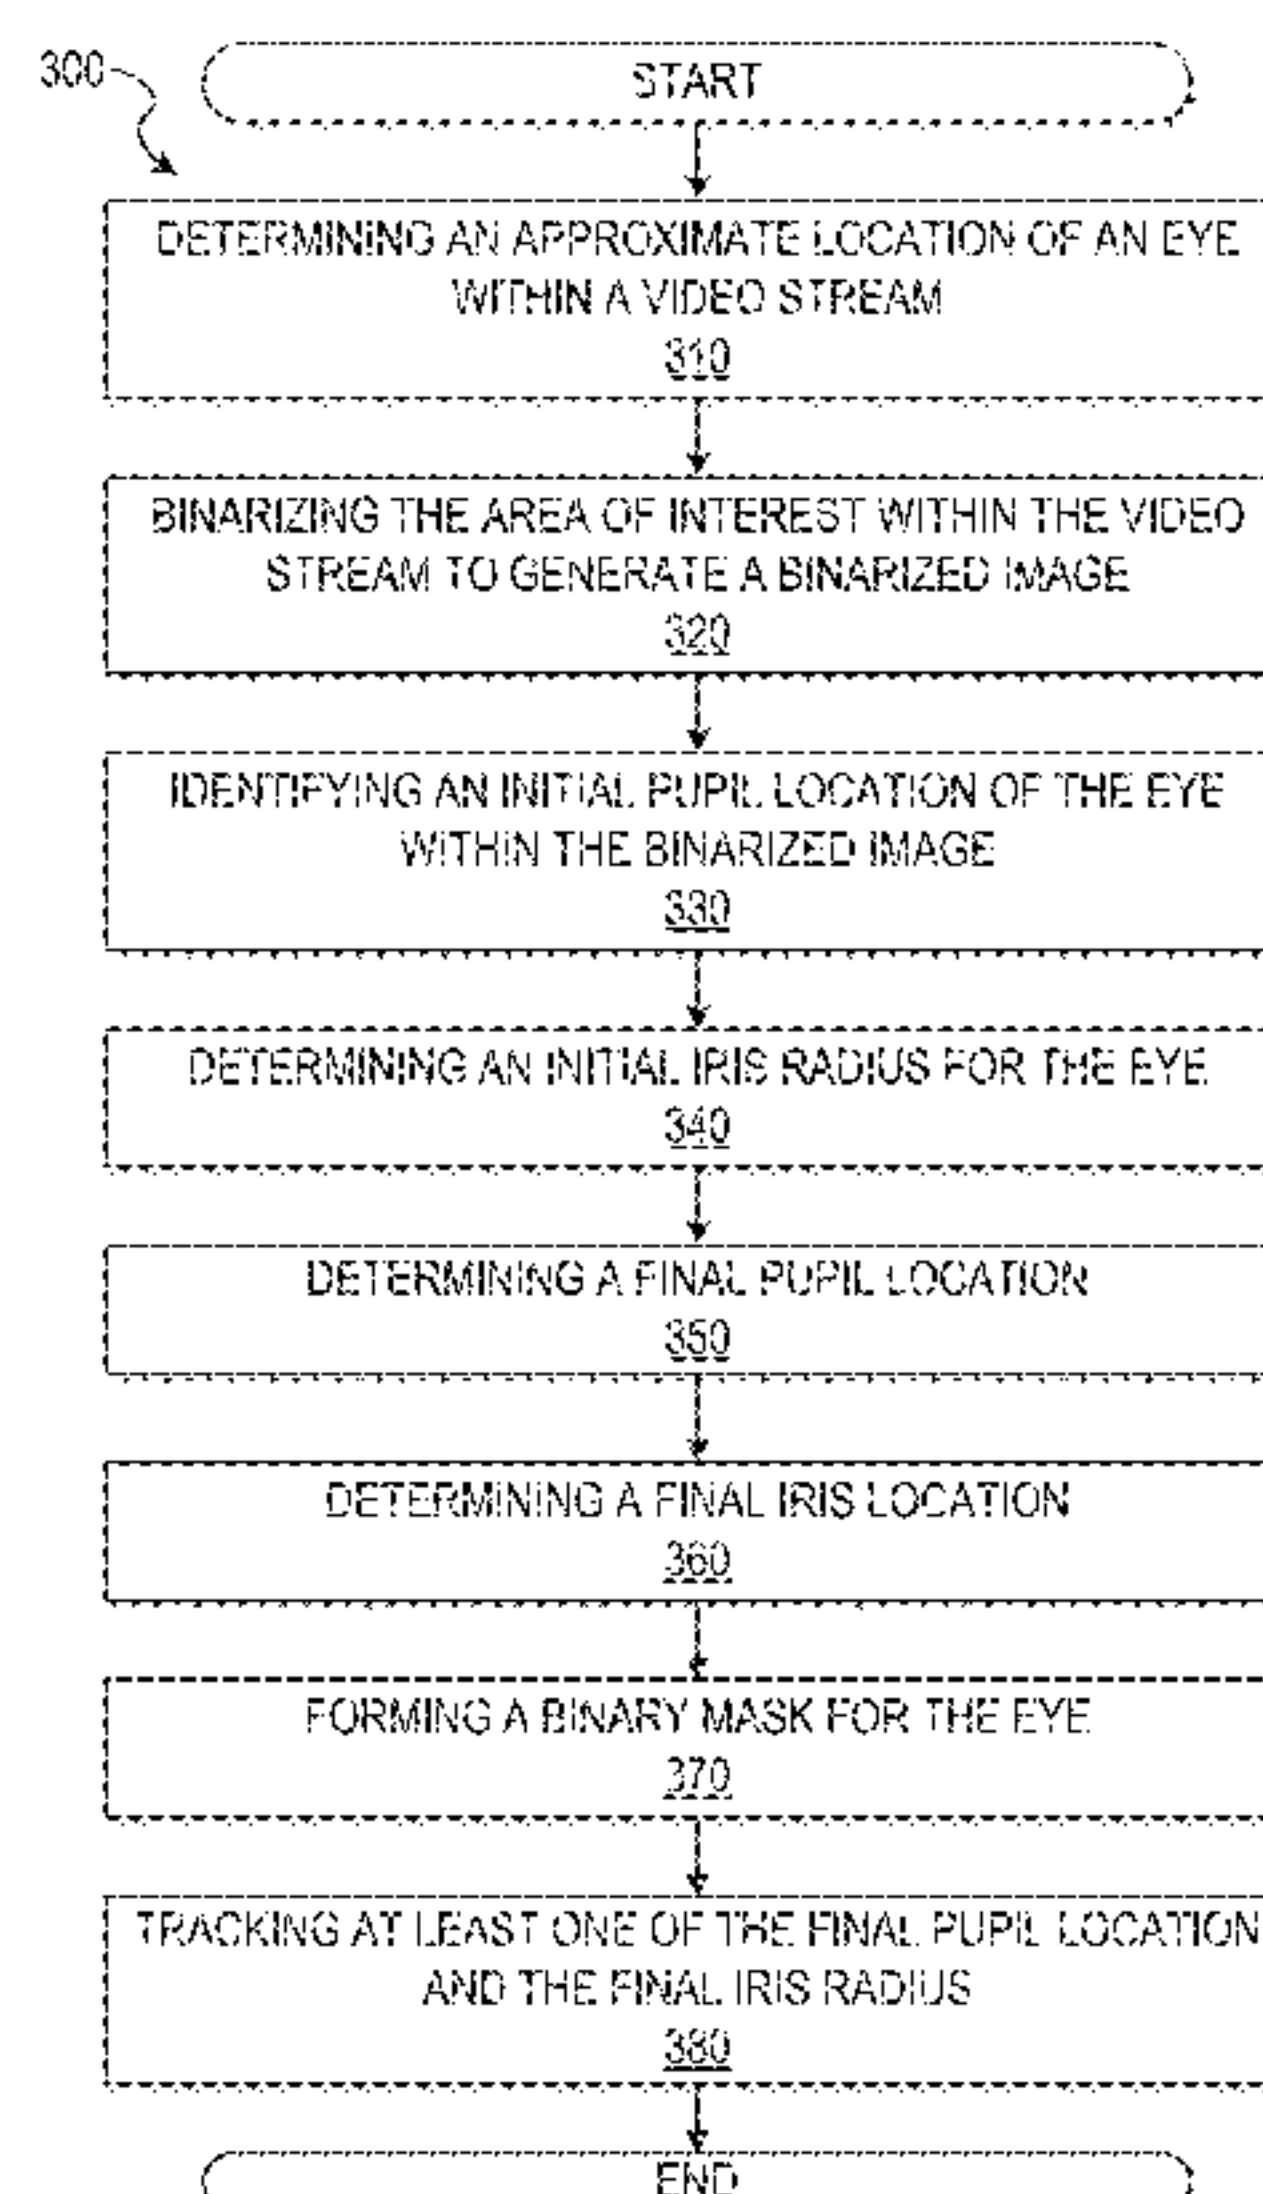 300
START
DETERMINING AN APPROXIMATE LOCATION OF AN EYE
WITHIN A VIDEO STREAM
310
BINARIZING THE AREA OF INTEREST WITHIN THE VIDEO
STREAM TO GENERATE A BINARIZED IMAGE
320
IDENTIFYING AN INITIAL PUPIL LOCATION OF THE EYE
WITHIN THE BINARIZED IMAGE
330
DETERMINING AN INITIAL IRIS RADIUS FOR THE EYE
340
DETERMINING A FINAL PUPIL LOCATION
350
DETERMINING A FINAL IRIS LOCATION
360
FORMING A BINARY MASK FOR THE EYE
370
TRACKING AT LEAST ONE OF THE FINAL PUPIL LOCATION
AND THE FINAL IRIS RADIUS
380
END